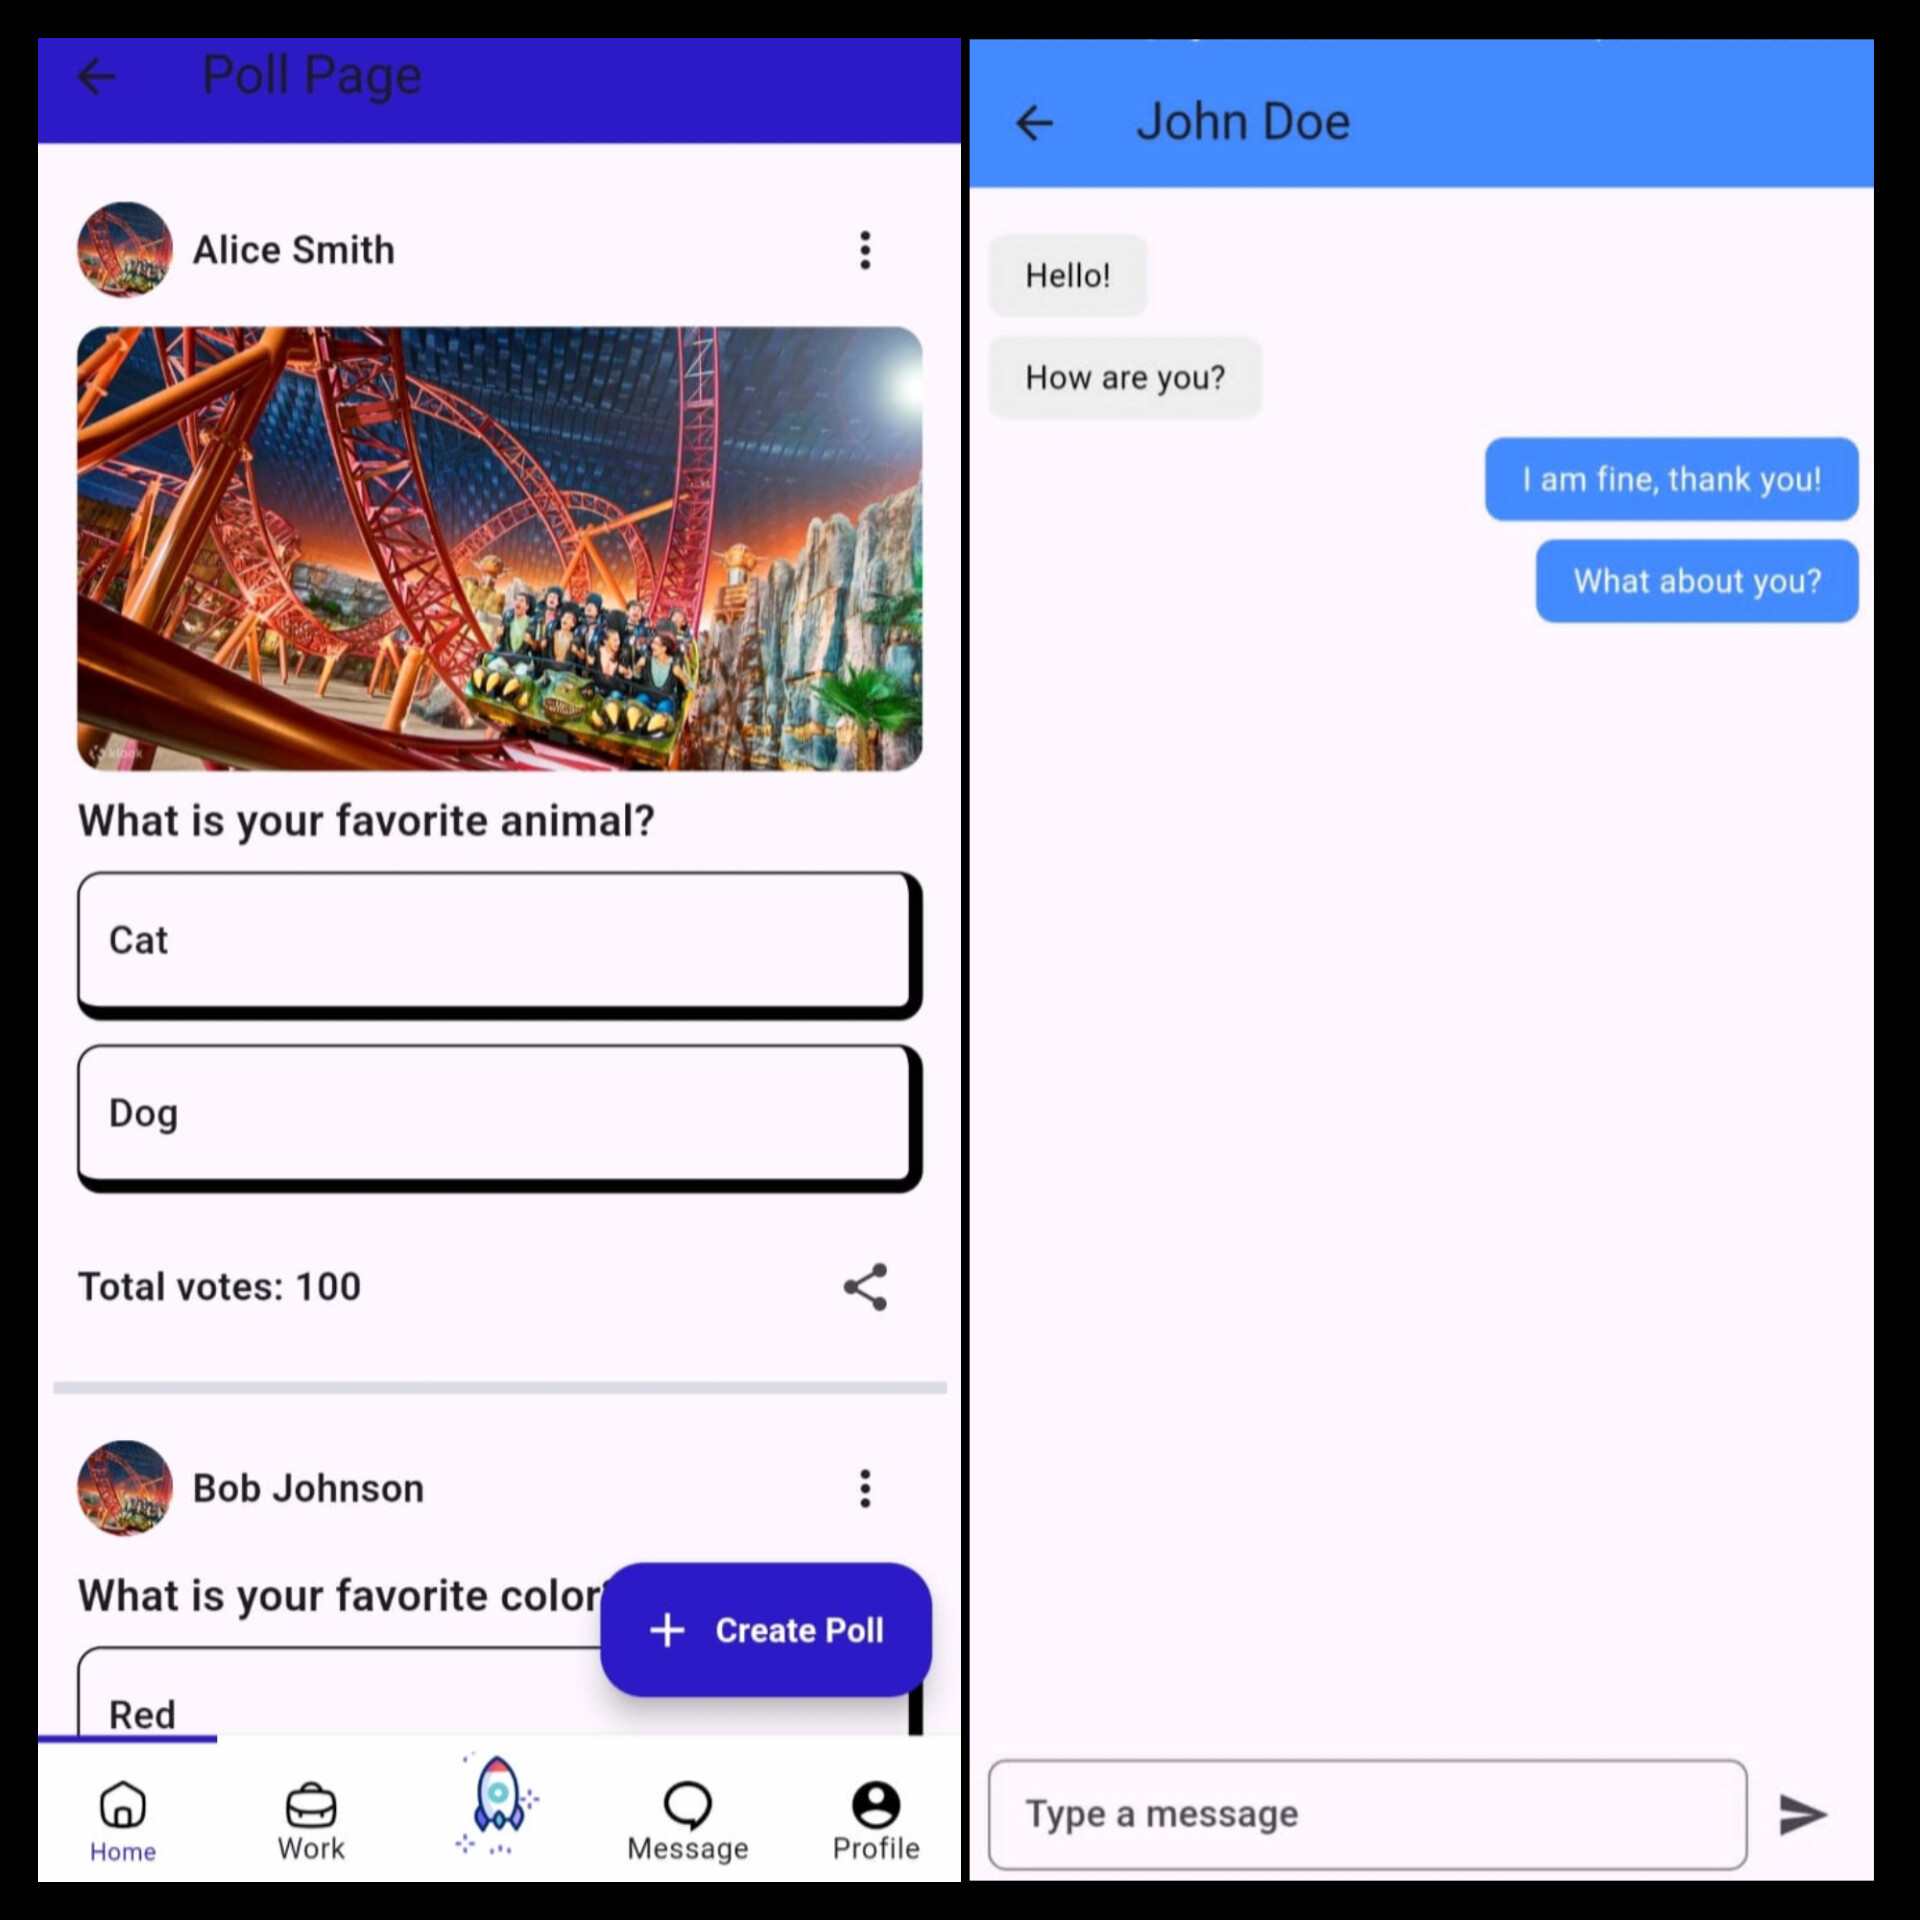 Poll Page
Alice Smith
klook
What is your favorite animal?
Cat
Dog
Total votes: 100
Bob Johnson
What is your favorite color?
Create Poll
Red
Home
Work
Message
Profile
John Doe
Hello!
How are you?
I am fine, thank you!
What about you?
Type a message